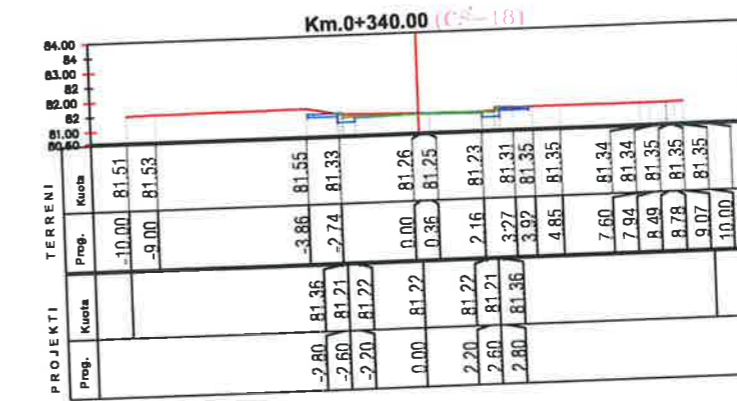 Km.0+340.00 (CS-18)
84.00
84
83.00
82
82.00
82
81.00
80.50
TERRENI
Kuota 81.51 81.53 81.55 81.33 81.26 81.25 81.23 81.31 81.35 81.35 81.34 81.34 81.35 81.35 81.35
Prog. -10.00 -9.00 -3.86 -2.74 0.00 0.36 2.16 3.27 3.92 4.85 7.60 7.94 8.49 8.78 9.07 10.00
PROJEKTI
Kuota 81.36 81.21 81.22 81.22 81.22 81.21 81.36
Prog. -2.80 -2.60 -2.20 0.00 2.20 2.60 2.80